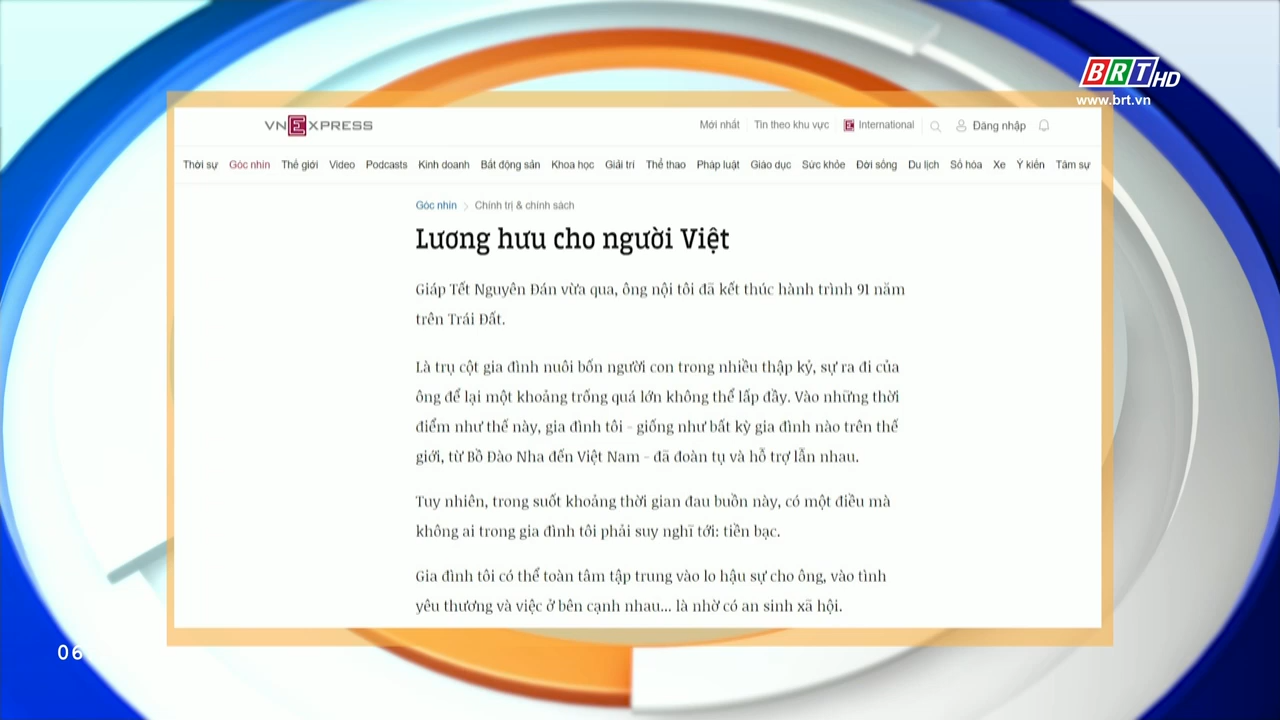 BRT HD
www.brt.vn
VNEXPRESS
Mới nhất Tin theo khu vực E International Đăng nhập
Thời sự Góc nhìn Thế giới Video Podcasts Kinh doanh Bất động sản Khoa học Giải trí Thể thao Pháp luật Giáo dục Sức khỏe Đời sống Du lịch Số hóa Xe Ý kiến Tâm sự
Góc nhìn > Chính trị & chính sách
Lương hưu cho người Việt
Giáp Tết Nguyên Đán vừa qua, ông nội tôi đã kết thúc hành trình 91 năm
trên Trái Đất.
Là trụ cột gia đình nuôi bốn người con trong nhiều thập kỷ, sự ra đi của
ông để lại một khoảng trống quá lớn không thể lấp đầy. Vào những thời
điểm như thế này, gia đình tôi - giống như bất kỳ gia đình nào trên thế
giới, từ Bồ Đào Nha đến Việt Nam - đã đoàn tụ và hỗ trợ lẫn nhau.
Tuy nhiên, trong suốt khoảng thời gian đau buồn này, có một điều mà
không ai trong gia đình tôi phải suy nghĩ tới: tiền bạc.
Gia đình tôi có thể toàn tâm tập trung vào lo hậu sự cho ông, vào tình
yêu thương và việc ở bên cạnh nhau... là nhờ có an sinh xã hội.
06